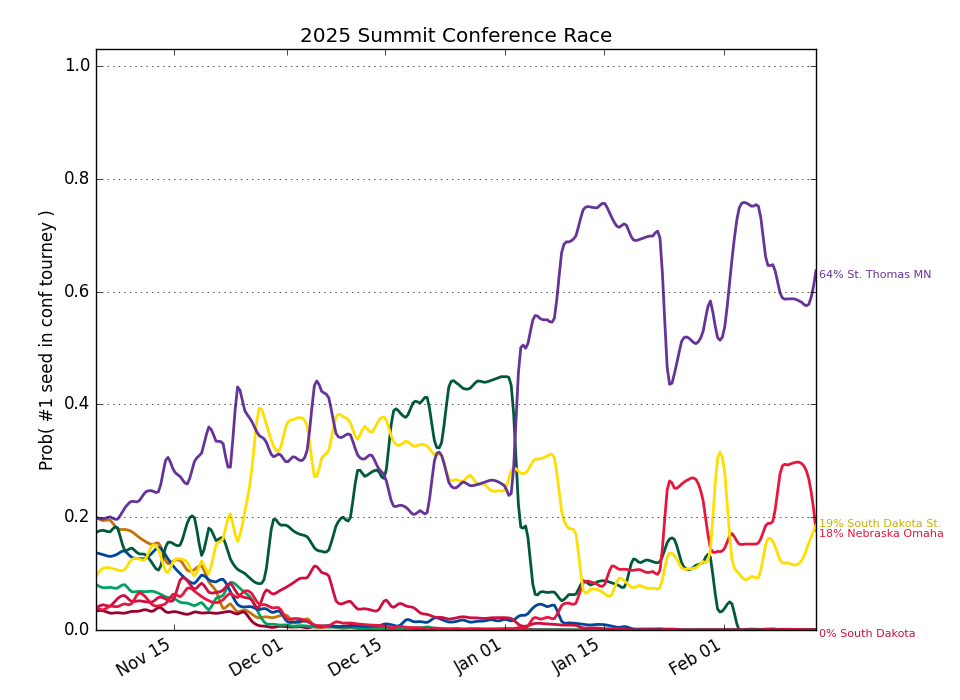 2025 Summit Conference Race
Prob( #1 seed in conf tourney )
1.0
0.8
0.6
0.4
0.2
0.0
64% St. Thomas MN
19% South Dakota St.
18% Nebraska Omaha
0% South Dakota
Nov 15
Dec 01
Dec 15
Jan 01
Jan 15
Feb 01